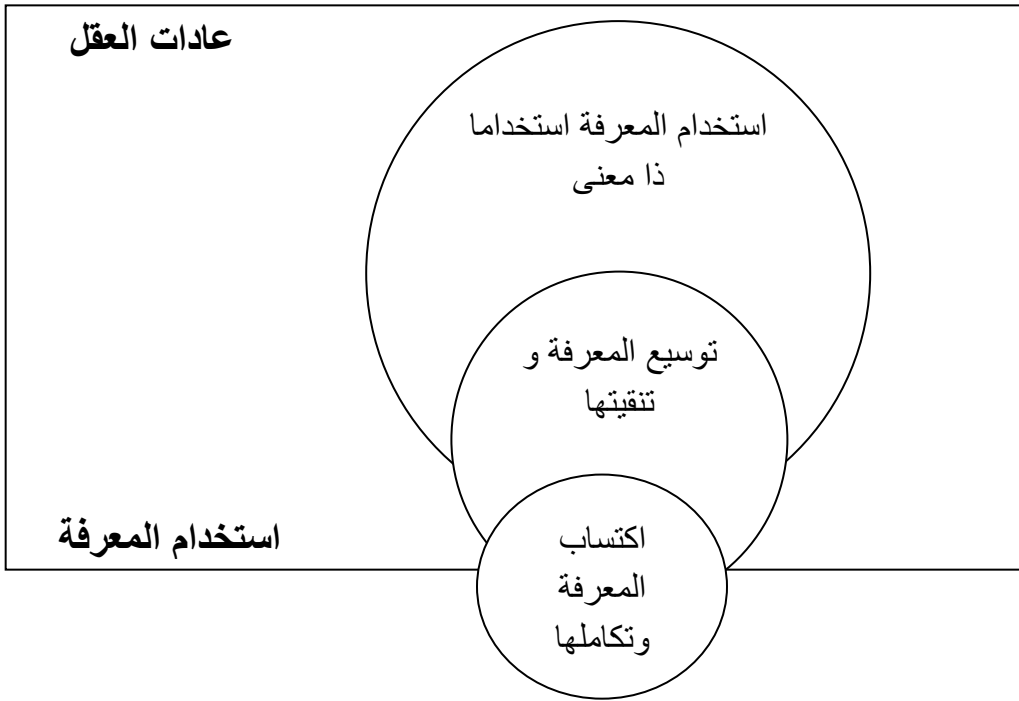 عادات العقل
استخدام المعرفة استخداما
ذا معنى
توسيع المعرفة و
تنقيتها
استخدام المعرفة
اكتساب
المعرفة
وتكاملها